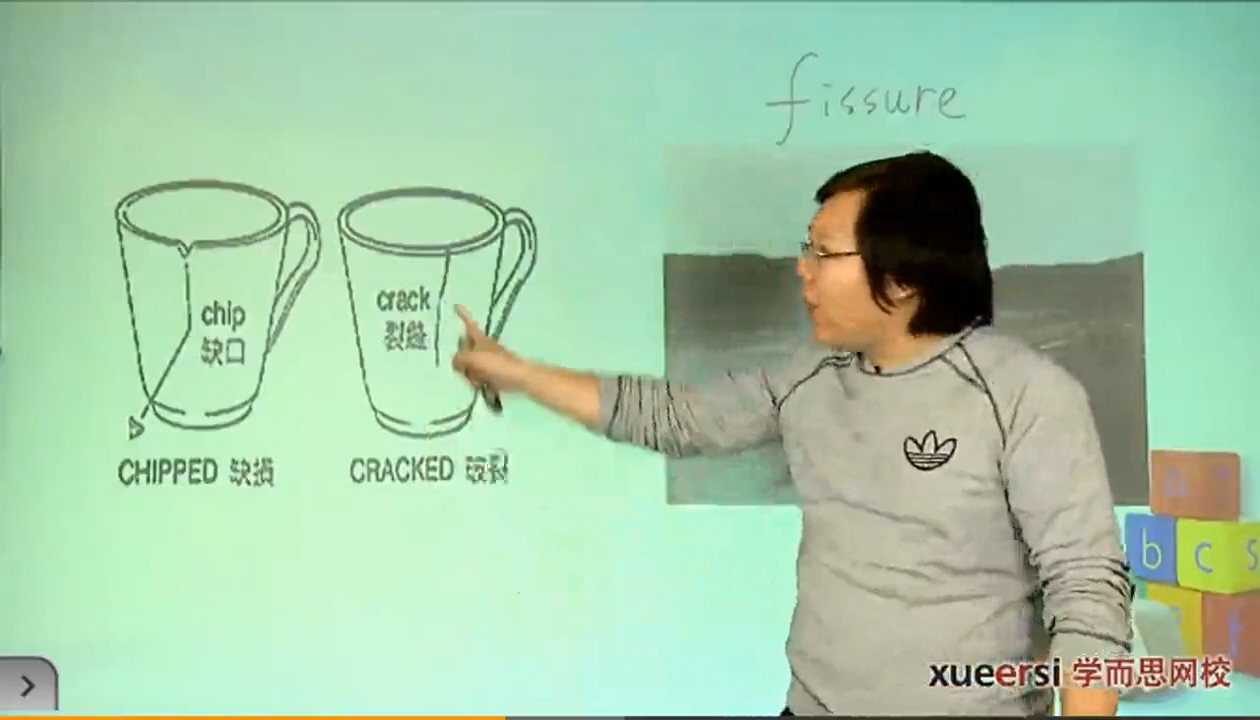 fissure
chip
缺口
crack
裂缝
CHIPPED 缺损
CRACKED 破裂
b c s
f
xueersi 学而思网校